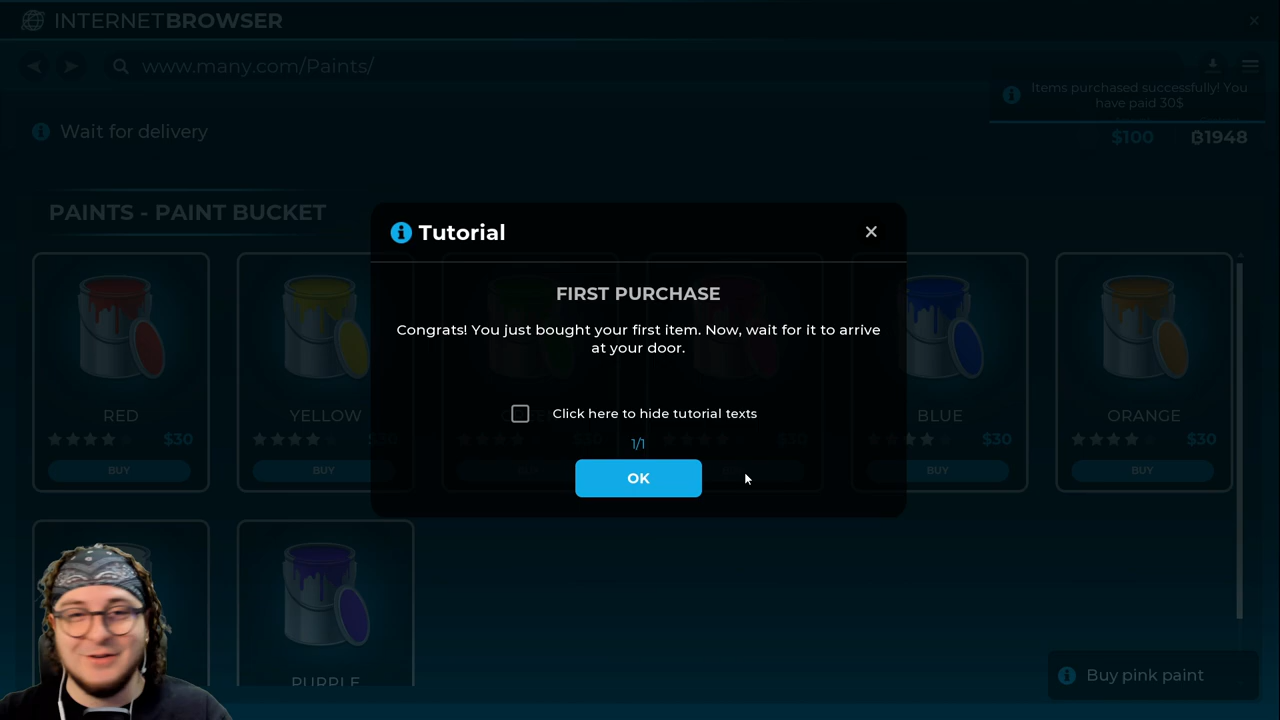 INTERNETBROWSER
www.many.com/Paints/
Items purchased successfully! You
have paid 30$
Wait for delivery
$100
฿1948
PAINTS - PAINT BUCKET
Tutorial
FIRST PURCHASE
Congrats! You just bought your first item. Now, wait for it to arrive
at your door.
Click here to hide tutorial texts
1/1
OK
RED
$30
BUY
YELLOW
$30
BUY
BLUE
$30
BUY
ORANGE
$30
BUY
PURPLE
Buy pink paint